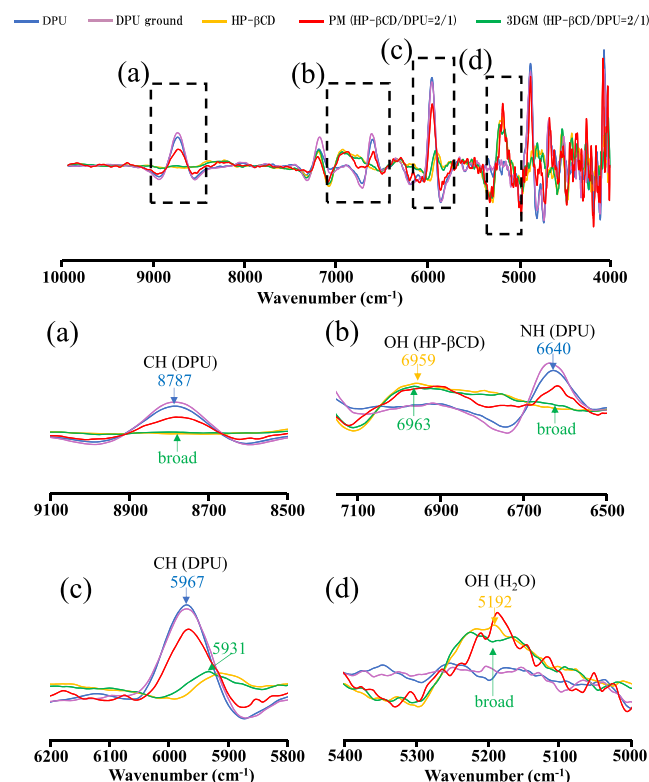 DPU DPU ground HP-βCD PM (HP-βCD/DPU=2/1) 3DGM (HP-βCD/DPU=2/1)
(a) (b) (c) (d)
10000 9000 8000 7000 6000 5000 4000
Wavenumber (cm-1)
(a)
CH (DPU)
8787
broad
9100 8900 8700 8500
(b)
OH (HP-βCD)
6959
NH (DPU)
6640
6963
broad
7100 6900 6700 6500
(c)
CH (DPU)
5967
5931
6200 6100 6000 5900 5800
Wavenumber (cm-1)
(d)
OH (H2O)
5192
broad
5400 5300 5200 5100 5000
Wavenumber (cm-1)